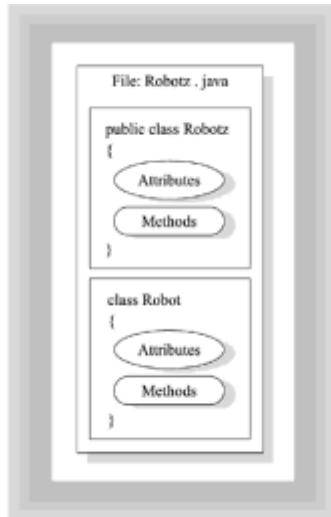 File: Robotz . java
public class Robotz
{
Attributes
Methods
}
class Robot
{
Attributes
Methods
}